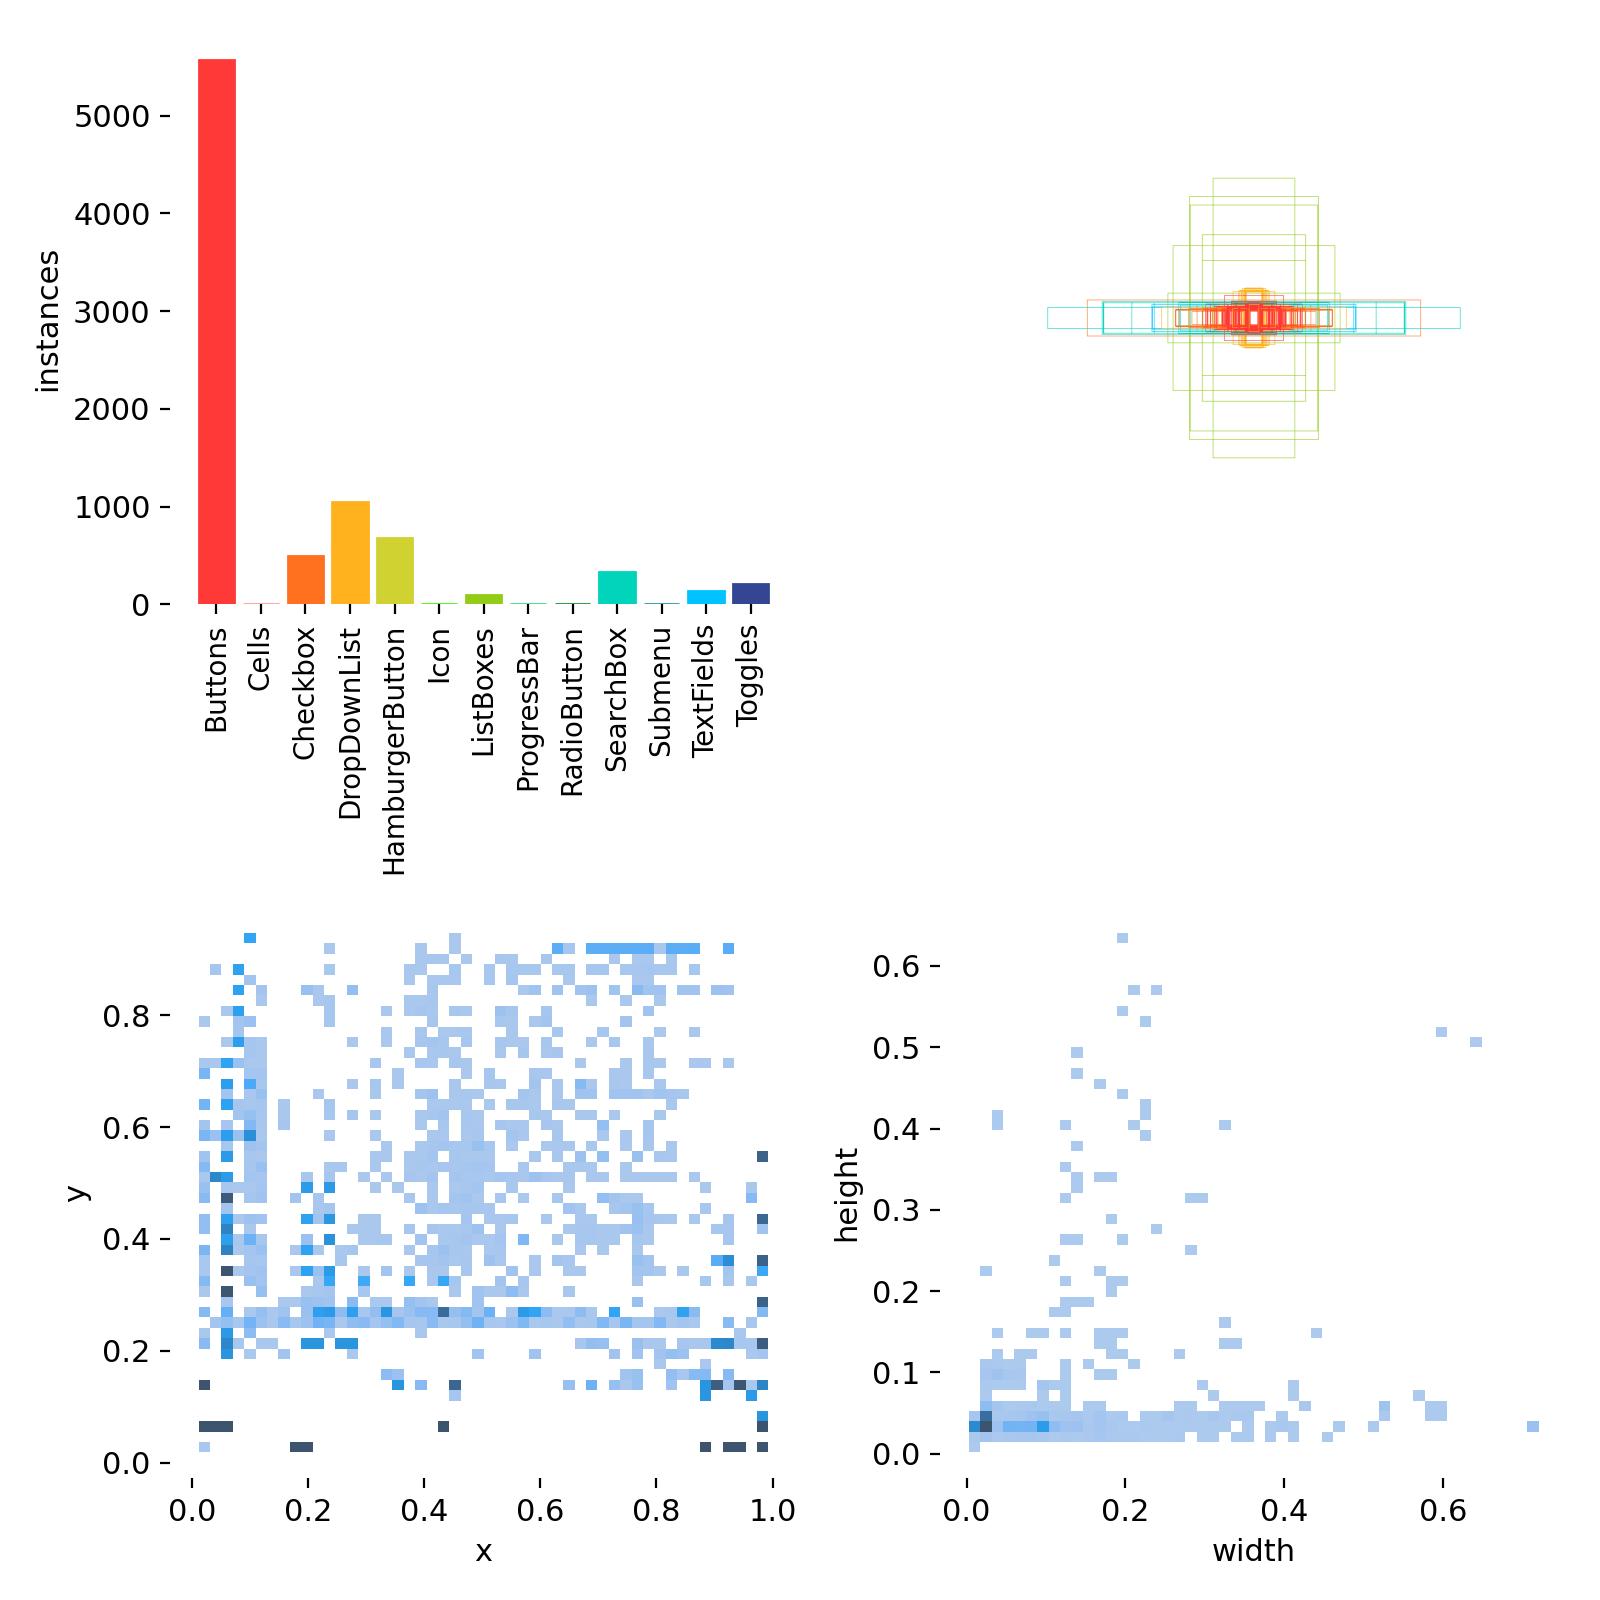 5000
4000
3000
2000
1000
0
instances
Buttons
Cells
Checkbox
DropDownList
HamburgerButton
Icon
ListBoxes
ProgressBar
RadioButton
SearchBox
Submenu
TextFields
Toggles
0.8
0.6
0.4
0.2
0.0
y
0.0 0.2 0.4 0.6 0.8 1.0
x
0.6
0.5
0.4
0.3
0.2
0.1
0.0
height
0.0 0.2 0.4 0.6
width